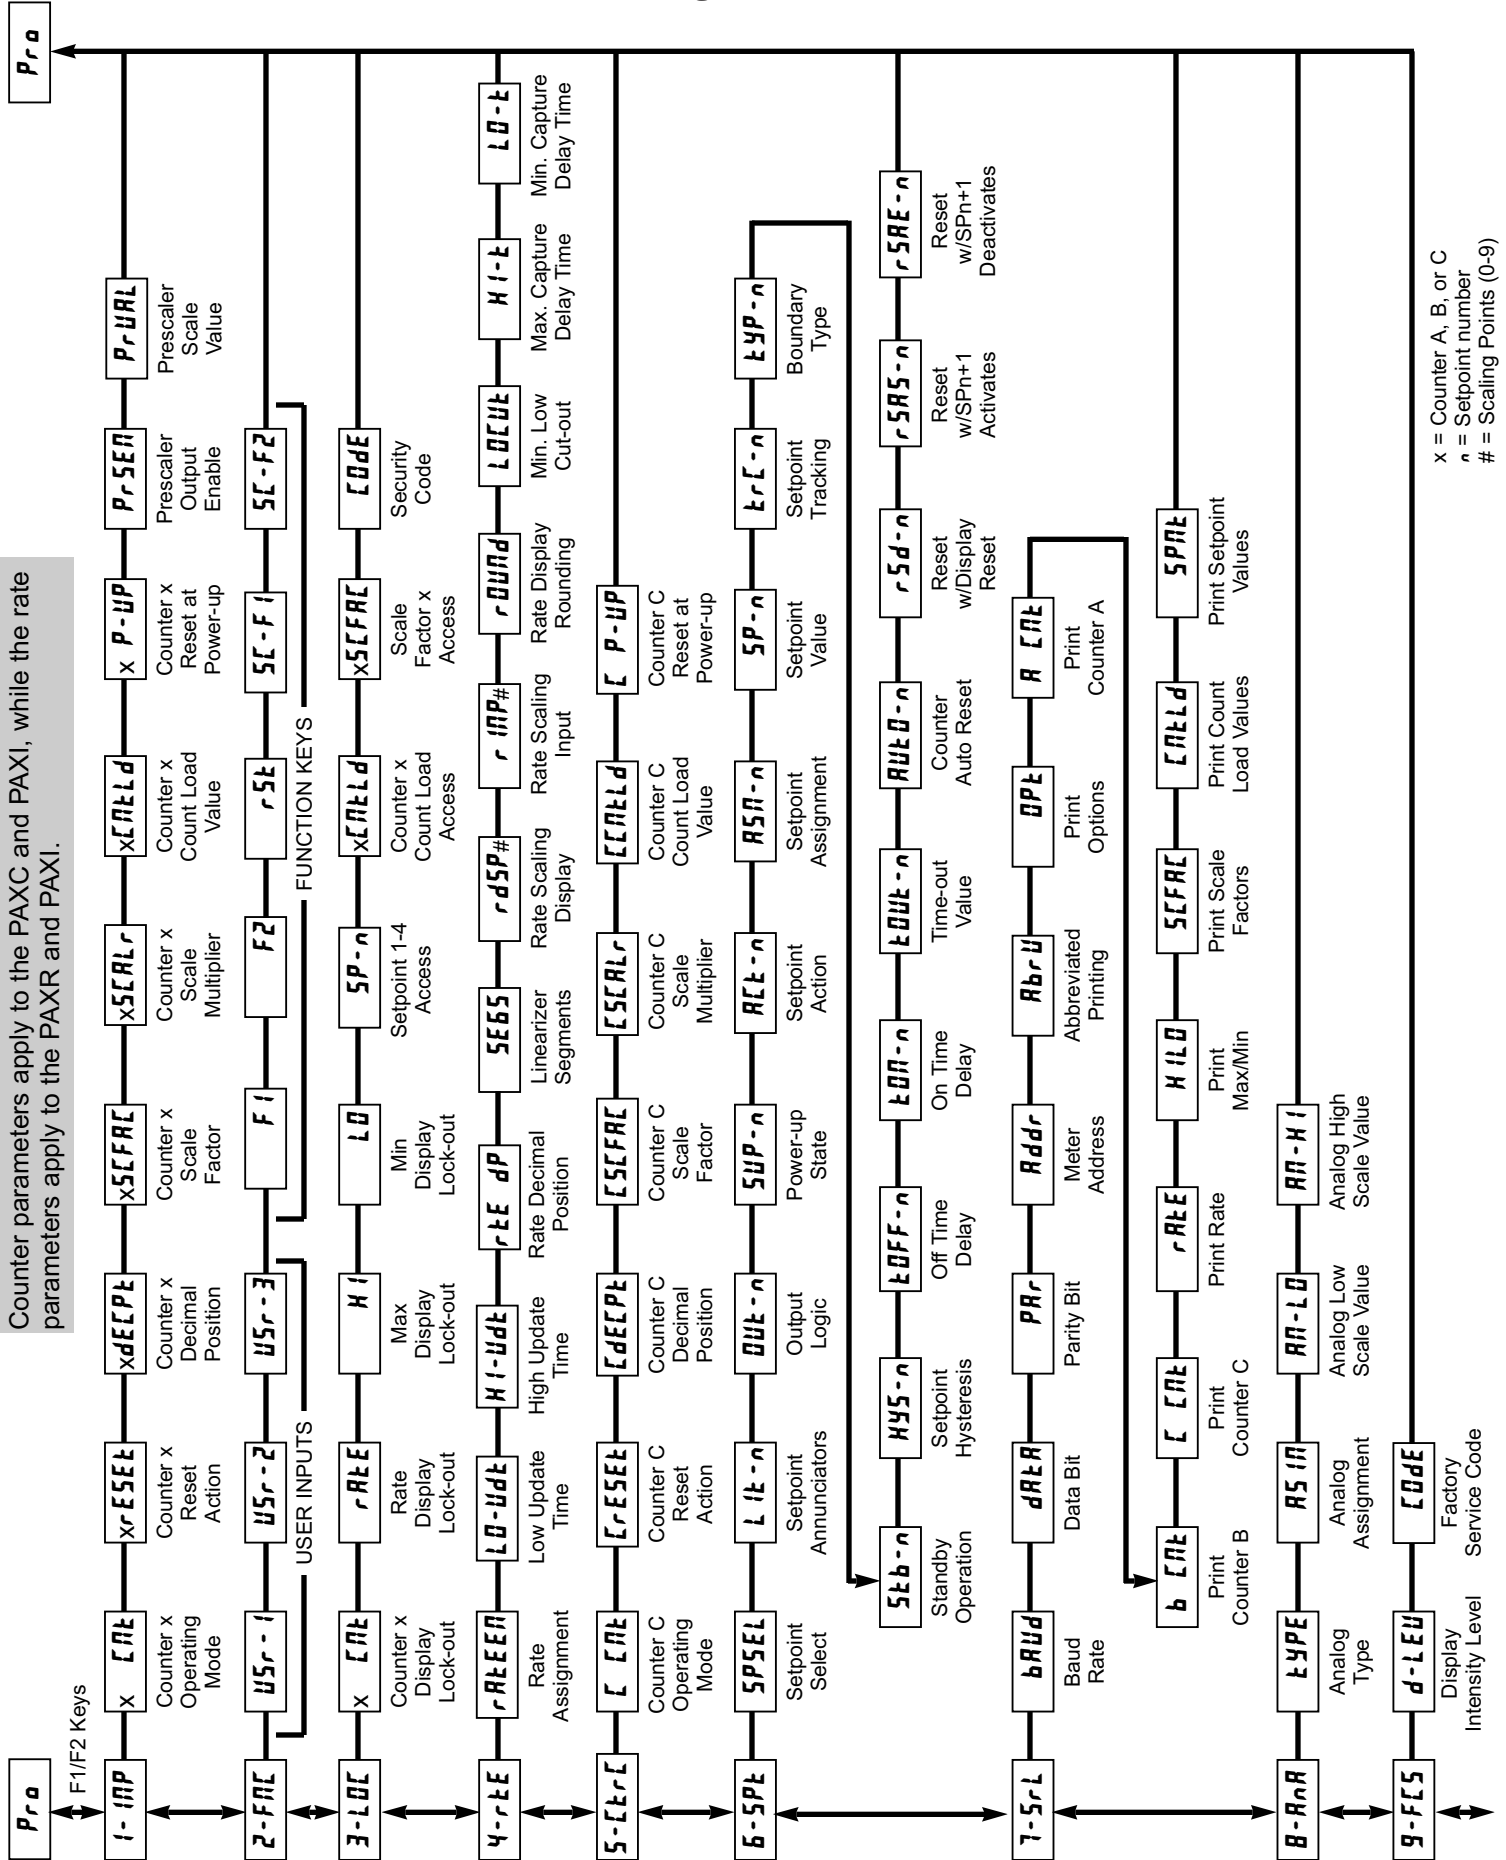 Counter parameters apply to the PAXC and PAXI, while the rate
parameters apply to the PAXR and PAXI.
Pro
F1/F2 Keys
Pro
1-INP
x CNt
Counter x
Operating
Mode
xrESEt
Counter x
Reset
Action
xdECPt
Counter x
Decimal
Position
xSCFAC
Counter x
Scale
Factor
xSCALr
Counter x
Scale
Multiplier
xCNtLd
Counter x
Count Load
Value
x P-UP
Counter x
Reset at
Power-up
PrSEN
Prescaler
Output
Enable
PrVAL
Prescaler
Scale
Value
2-FNC
USr-1
USr-2
USr-3
USER INPUTS
F1
F2
rSt
SC-F1
SC-F2
FUNCTION KEYS
3-LOC
x CNt
Counter x
Display
Lock-out
rAtE
Rate
Display
Lock-out
HI
Max
Display
Lock-out
LO
Min
Display
Lock-out
SP-n
Setpoint 1-4
Access
xCNtLd
Counter x
Count Load
Access
xSCFAC
Scale
Factor x
Access
COdE
Security
Code
4-rtE
rAtEEN
Rate
Assignment
LO-Udt
Low Update
Time
HI-Udt
High Update
Time
rtE dP
Rate Decimal
Position
SEGS
Linearizer
Segments
rdSP#
Rate Scaling
Display
r INP#
Rate Scaling
Input
rOUNd
Rate Display
Rounding
LOCUt
Min. Low
Cut-out
HI-t
Max. Capture
Delay Time
LO-t
Min. Capture
Delay Time
5-CtrC
C CNt
Counter C
Operating
Mode
CrESEt
Counter C
Reset
Action
CdECPt
Counter C
Decimal
Position
CSCFAC
Counter C
Scale
Factor
CSCALr
Counter C
Scale
Multiplier
CCNtLd
Counter C
Count Load
Value
C P-UP
Counter C
Reset at
Power-up
6-SPt
SPSEL
Setpoint
Select
LIt-n
Setpoint
Annunciators
OUt-n
Output
Logic
SUP-n
Power-up
State
ACt-n
Setpoint
Action
ASN-n
Setpoint
Assignment
SP-n
Setpoint
Value
trC-n
Setpoint
Tracking
tYP-n
Boundary
Type
Stb-n
Standby
Operation
HYS-n
Setpoint
Hysteresis
tOFF-n
Off Time
Delay
tON-n
On Time
Delay
tOUt-n
Time-out
Value
AUtO-n
Counter
Auto Reset
rSd-n
Reset
w/Display
Reset
rSAS-n
Reset
w/SPn+1
Activates
rSAE-n
Reset
w/SPn+1
Deactivates
7-SrL
bAUd
Baud
Rate
dAtA
Data Bit
PAr
Parity Bit
Addr
Meter
Address
AbrV
Abbreviated
Printing
OPt
Print
Options
A CNt
Print
Counter A
b CNt
Print
Counter B
C CNt
Print
Counter C
rAtE
Print Rate
HILO
Print
Max/Min
SCFAC
Print Scale
Factors
CNtLd
Print Count
Load Values
SPNt
Print Setpoint
Values
8-AnA
tYPE
Analog
Type
ASIN
Analog
Assignment
AN-LO
Analog Low
Scale Value
AN-HI
Analog High
Scale Value
9-FCS
d-LEV
Display
Intensity Level
COdE
Factory
Service Code
x = Counter A, B, or C
n = Setpoint number
# = Scaling Points (0-9)